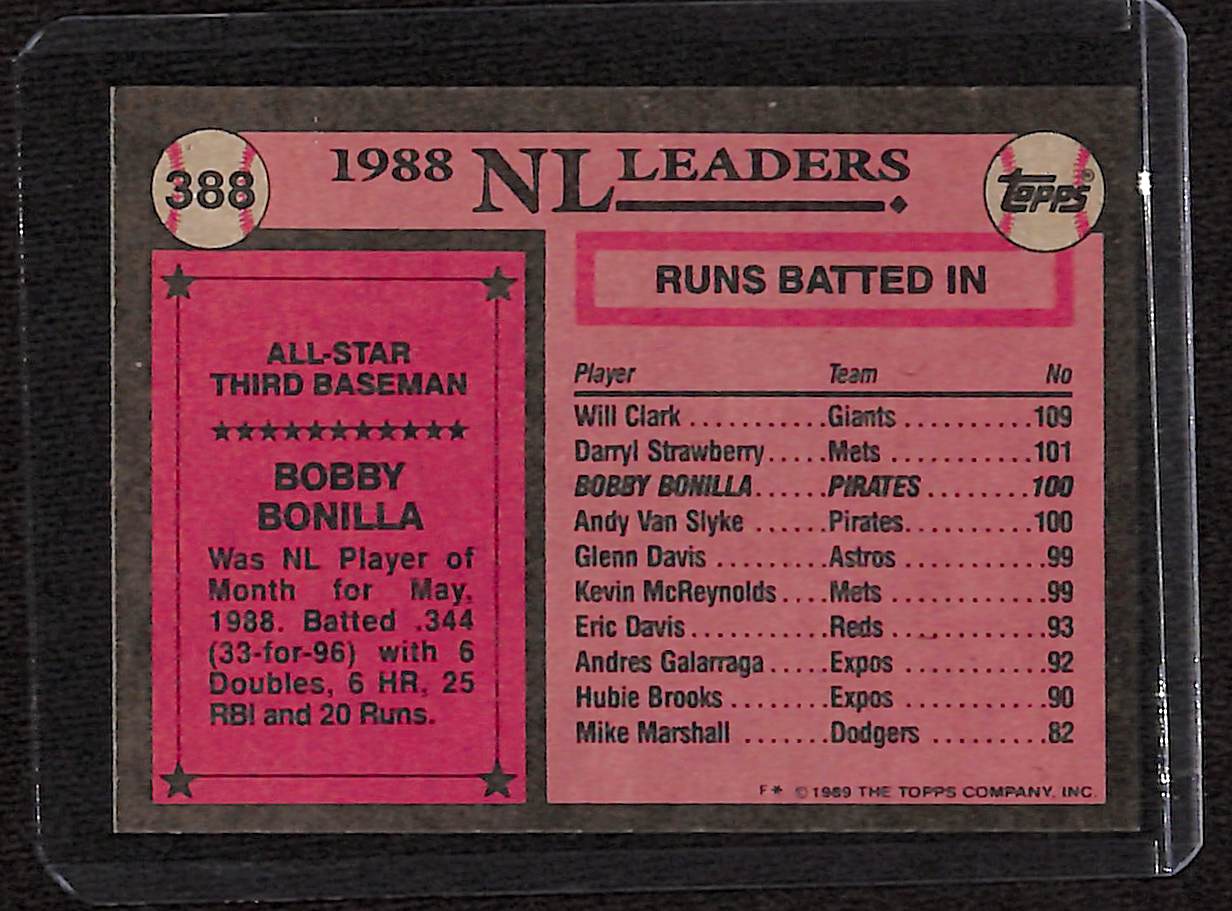 388
1988 NL LEADERS
topps®
ALL-STAR
THIRD BASEMAN
BOBBY
BONILLA
Was NL Player of
Month for May,
1988. Batted .344
(33-for-96) with 6
Doubles, 6 HR, 25
RBI and 20 Runs.
RUNS BATTED IN
Player Team No
Will Clark...........Giants...........109
Darryl Strawberry.....Mets...........101
BOBBY BONILLA......PIRATES........100
Andy Van Slyke......Pirates..........100
Glenn Davis.........Astros............99
Kevin McReynolds....Mets............99
Eric Davis...........Reds............93
Andres Galarraga.....Expos............92
Hubie Brooks........Expos............90
Mike Marshall.......Dodgers.........82
F* ©1989 THE TOPPS COMPANY, INC.